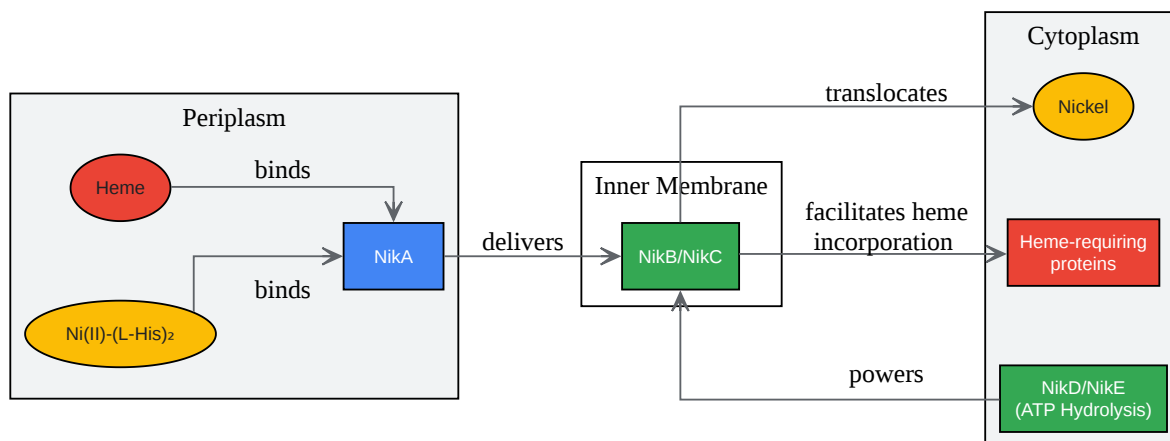 Cytoplasm
translocates
Nickel
Periplasm
Heme
binds
Inner Membrane
NikA
delivers
NikB/NikC
facilitates heme
incorporation
Heme-requiring
proteins
binds
Ni(II)-(L-His)₂
powers
NikD/NikE
(ATP Hydrolysis)